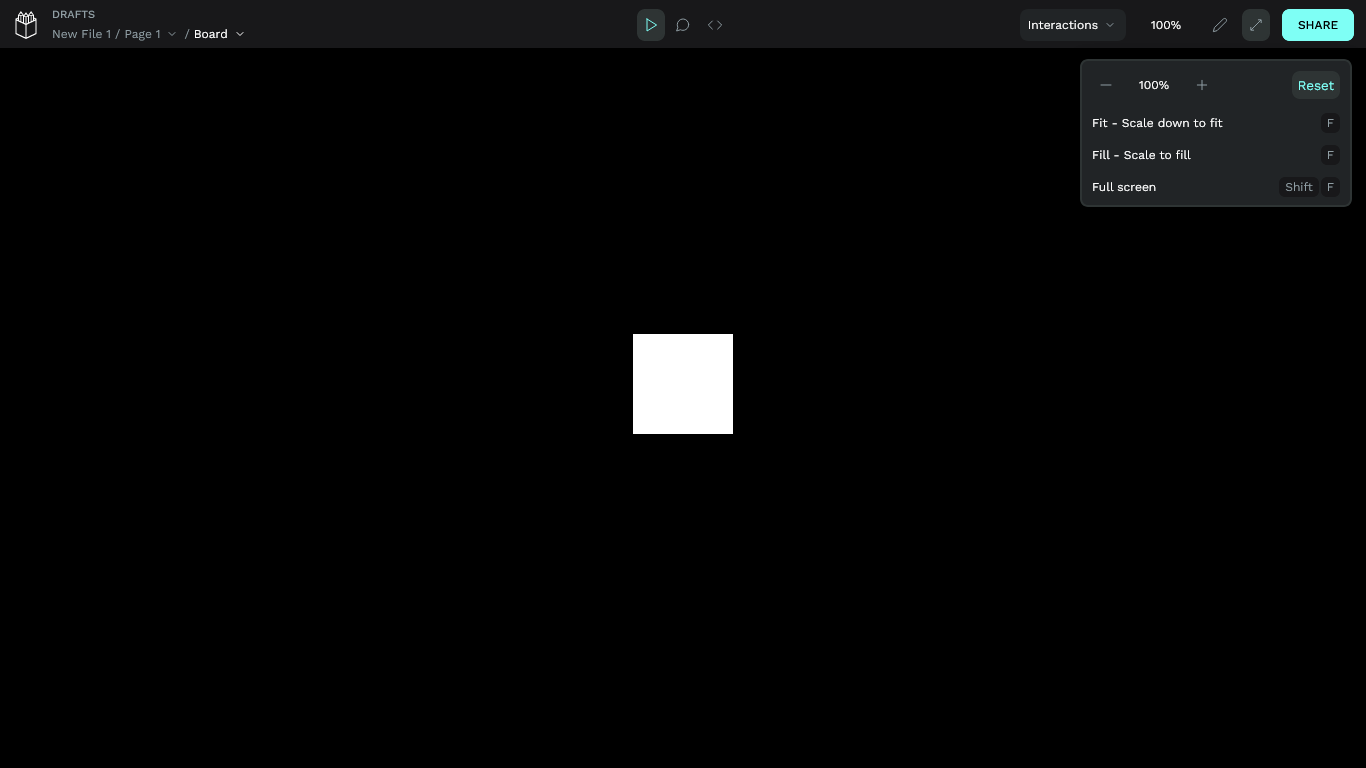 DRAFTS
New File 1 / Page 1 / Board
Interactions
100%
SHARE
100%
Reset
Fit - Scale down to fit F
Fill - Scale to fill F
Full screen Shift F